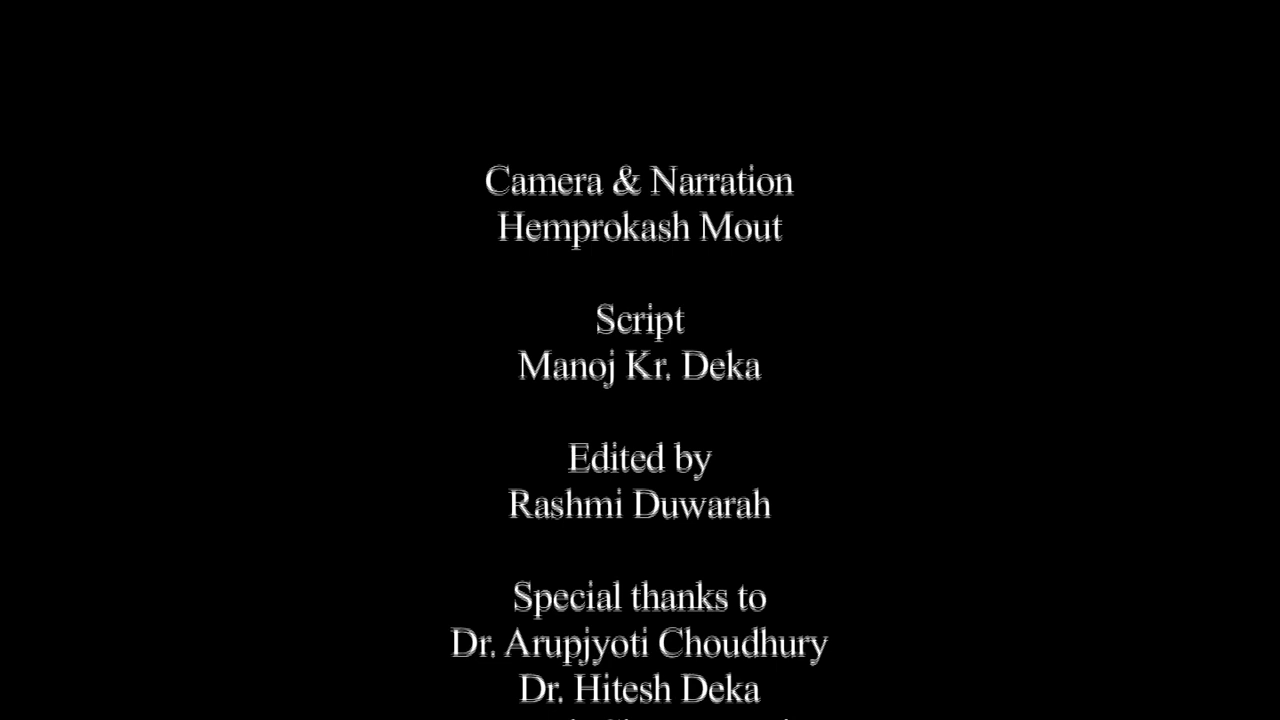 Camera & Narration
Hemprokash Mout
Script
Manoj Kr. Deka
Edited by
Rashmi Duwarah
Special thanks to
Dr. Arupjyoti Choudhury
Dr. Hitesh Deka